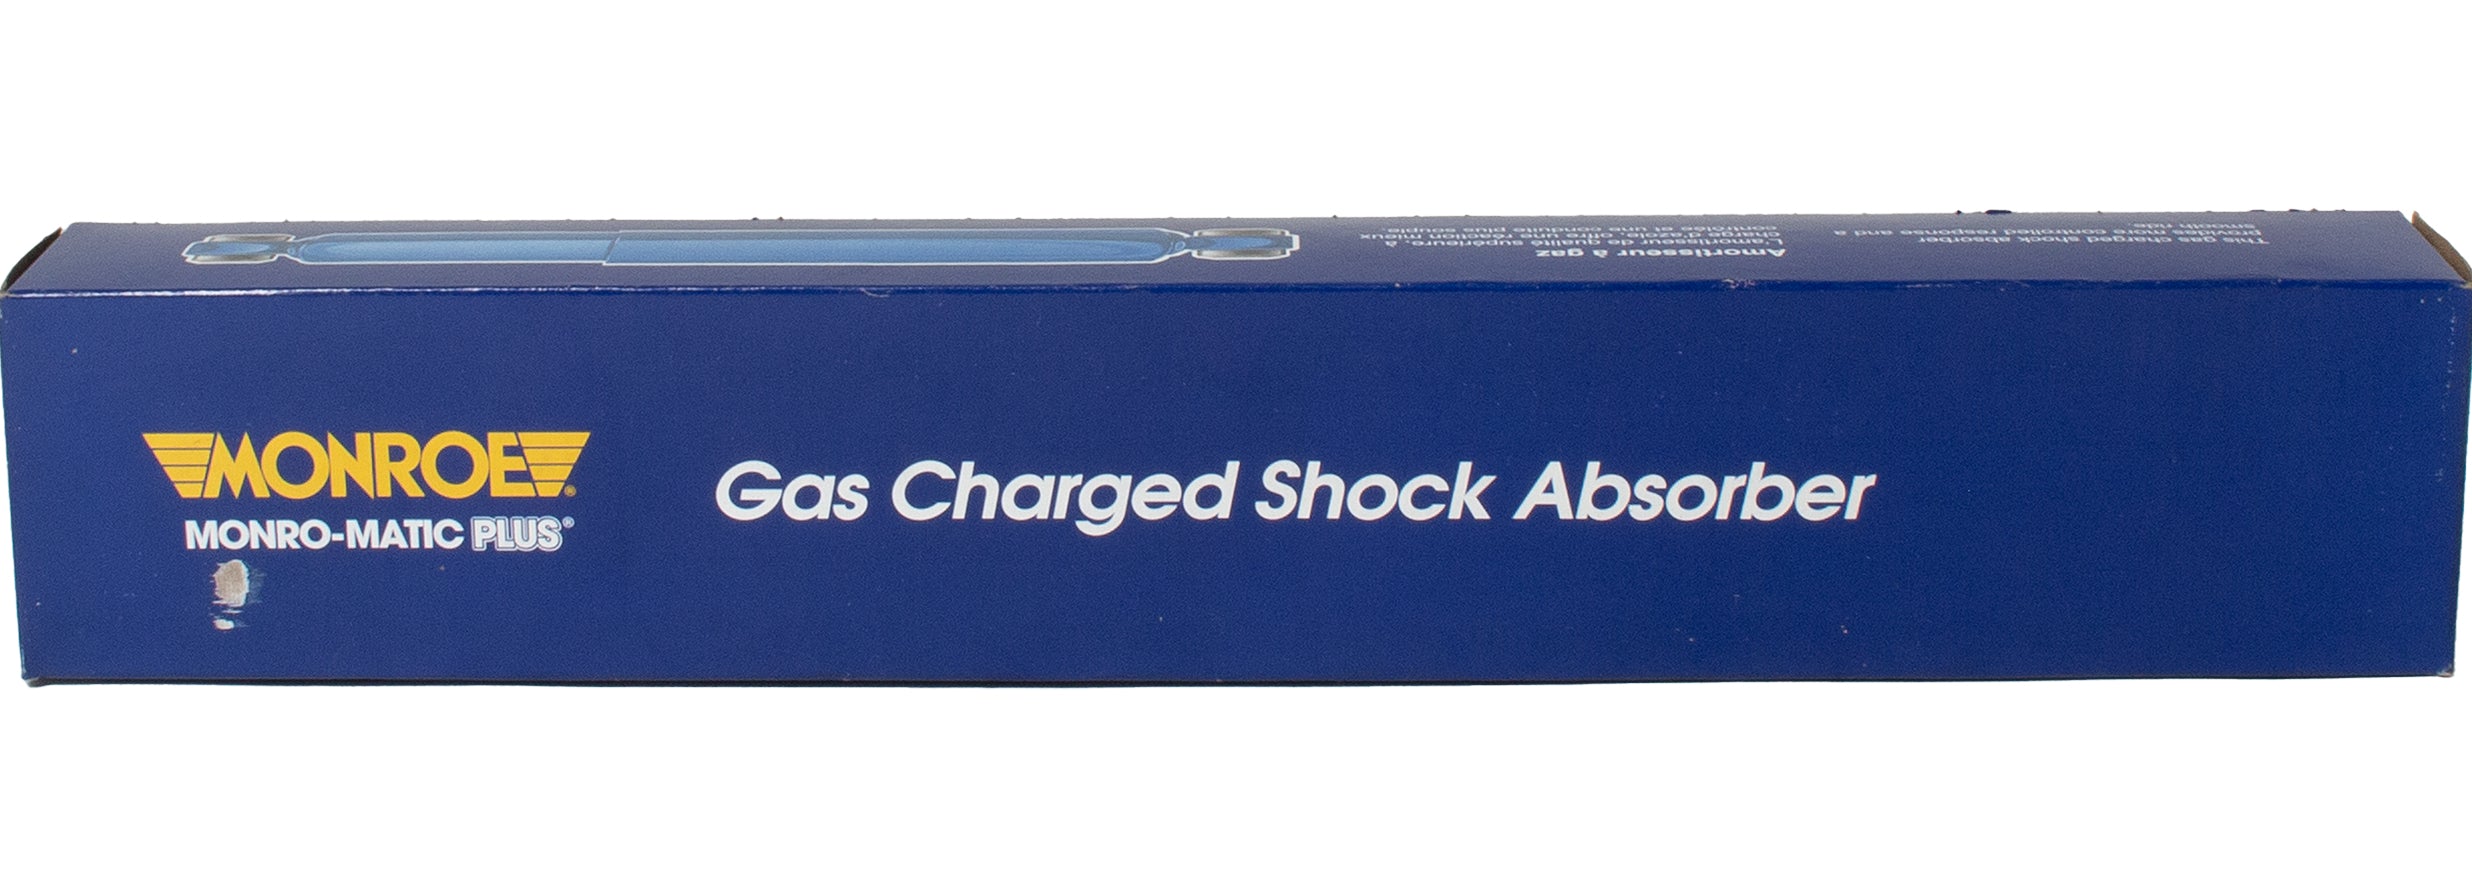 MONROE®
MONRO-MATIC PLUS®
Gas Charged Shock Absorber
Amortisseur à gaz
L'amortisseur de qualité supérieure, à
charge d'azote, offre une réaction mieux
contrôlée et une conduite plus souple.
This gas charged shock absorber
provides more controlled response and a
smooth ride.